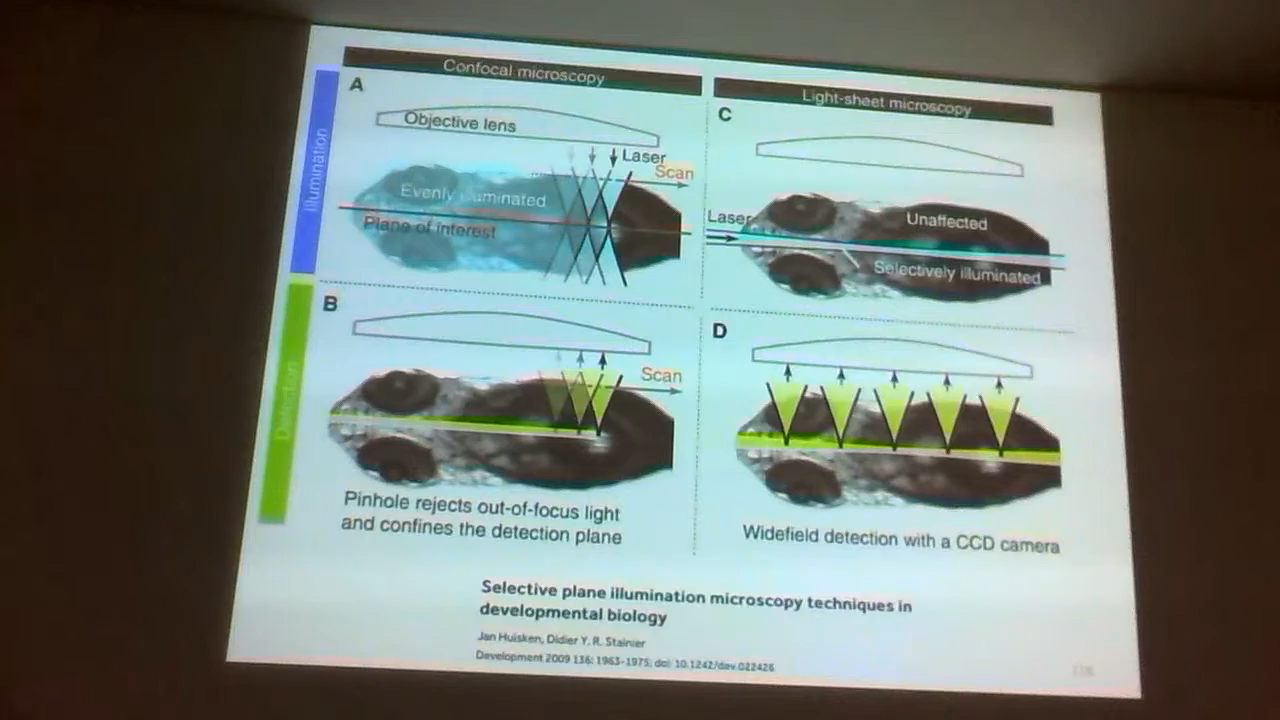 Confocal microscopy
Light-sheet microscopy
Illumination
A
Objective lens
Laser
Scan
Evenly illuminated
Plane of interest
C
Laser
Unaffected
Selectively illuminated
Detection
B
Scan
Pinhole rejects out-of-focus light
and confines the detection plane
D
Widefield detection with a CCD camera
Selective plane illumination microscopy techniques in
developmental biology
Jan Huisken, Didier Y. R. Stainier
Development 2009 136: 1963-1975; doi: 10.1242/dev.022426